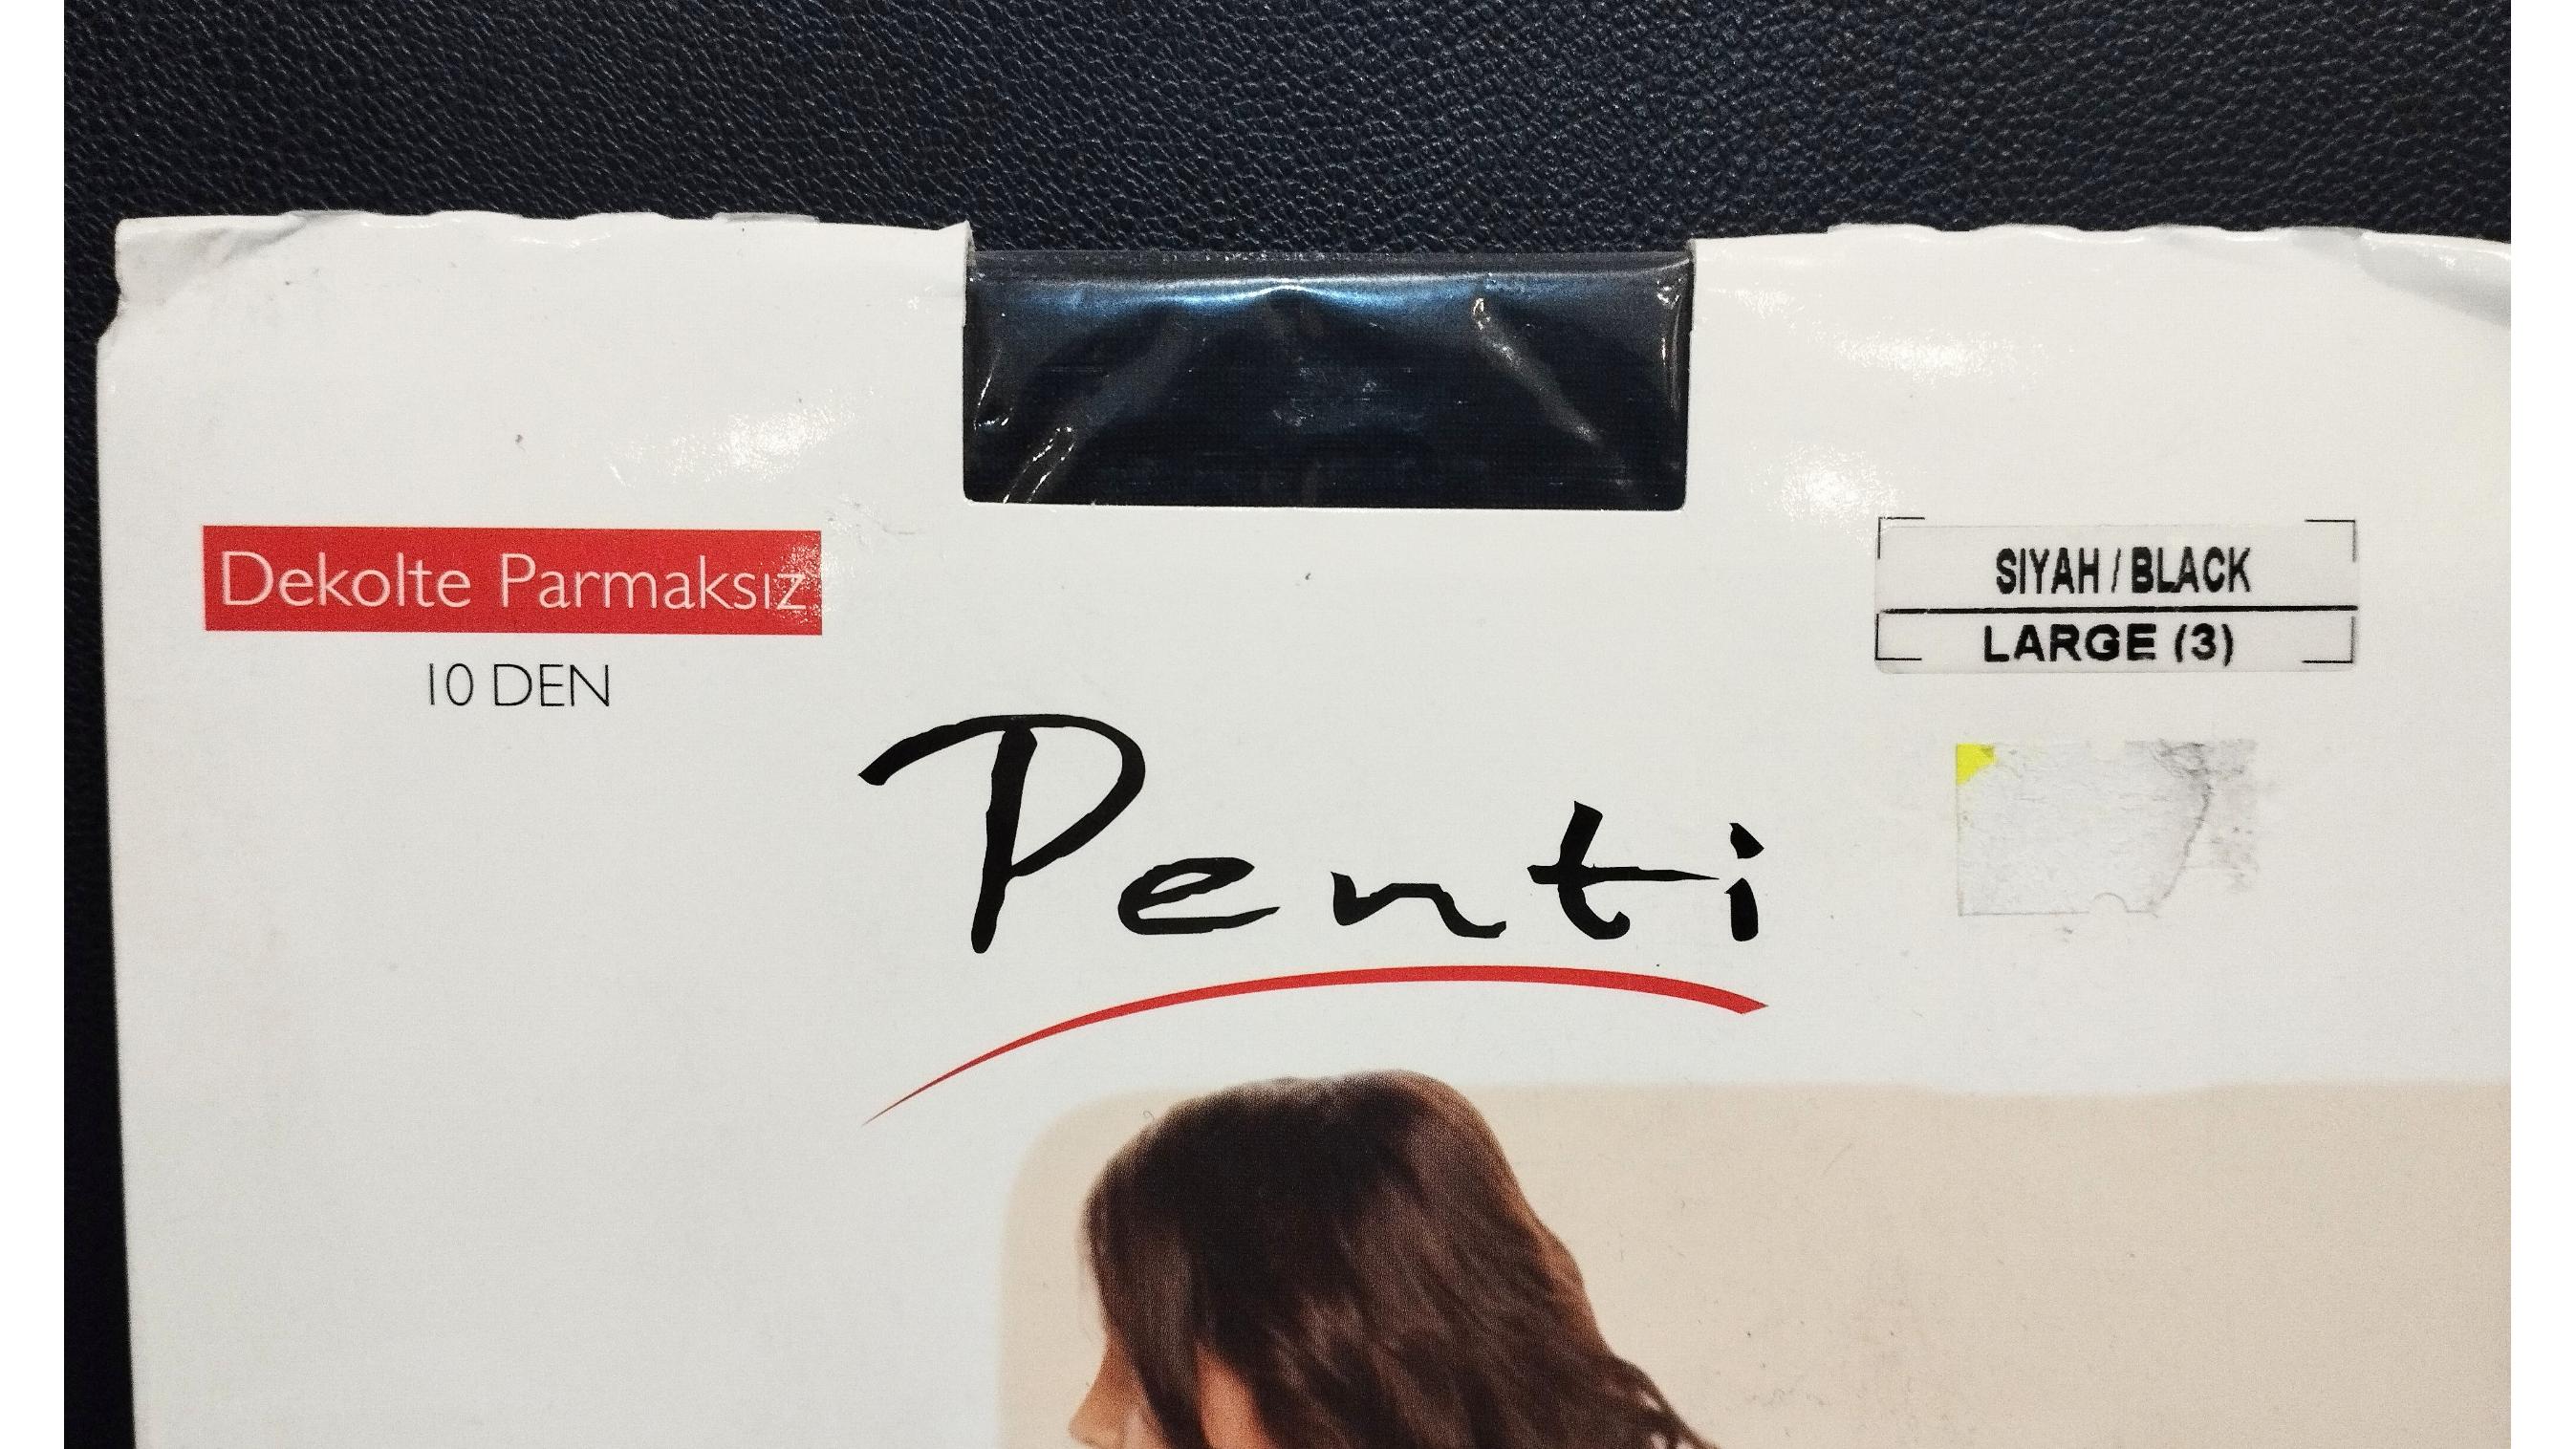 Dekolte Parmaksız
10 DEN
SIYAH / BLACK
LARGE (3)
Penti